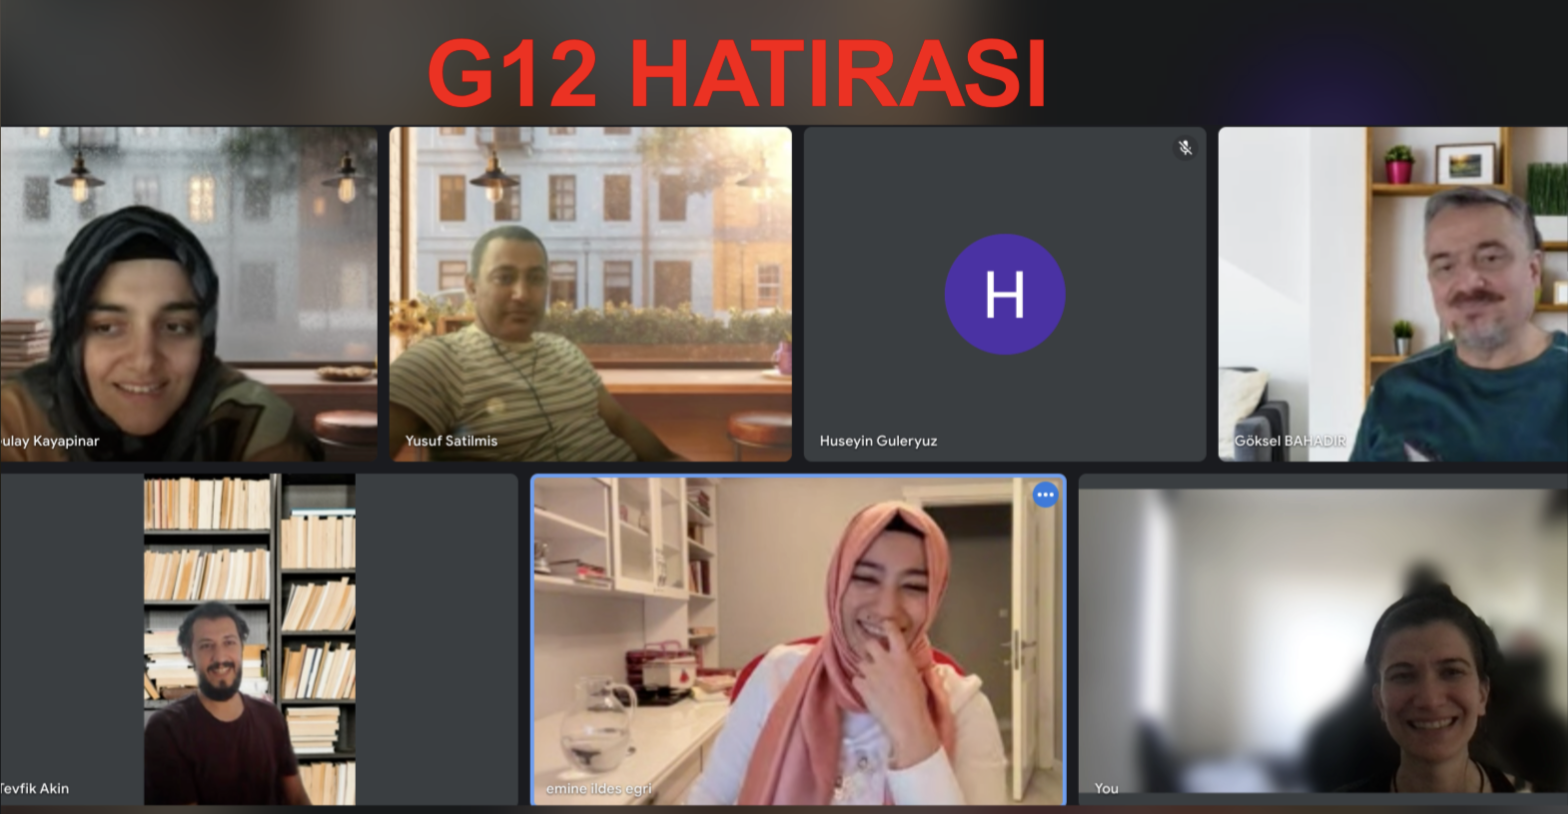 G12 HATIRASI
H
ulay Kayapinar
Yusuf Satilmis
Huseyin Guleryuz
Göksel BAHADIR
Tevfik Akin
emine ildes egri
You